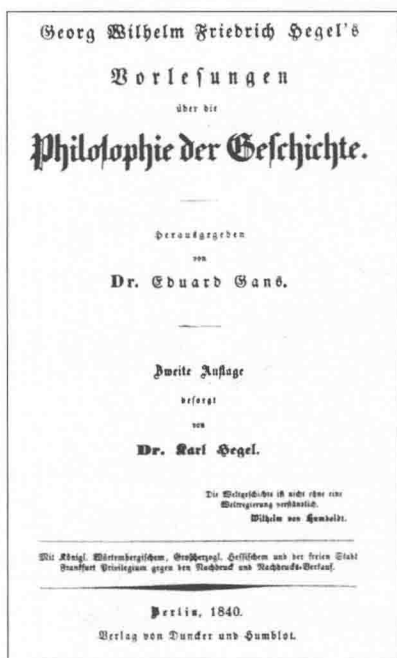 Georg Wilhelm Friedrich Hegel's
Vorlesungen
über die
Philosophie der Geschichte.
Herausgegeben
von
Dr. Eduard Gans.
Zweite Auflage
besorgt
von
Dr. Karl Hegel.
Die Weltgeschichte ist nicht ohne eine
Weltregierung verständlich.
Wilhelm von Humboldt.
Mit Königl. Würtembergischem, Großherzogl. Hessischem und der freien Stadt
Frankfurt Privilegium gegen den Nachdruck und Nachdrucks-Verkauf.
Berlin, 1840.
Verlag von Duncker und Humblot.